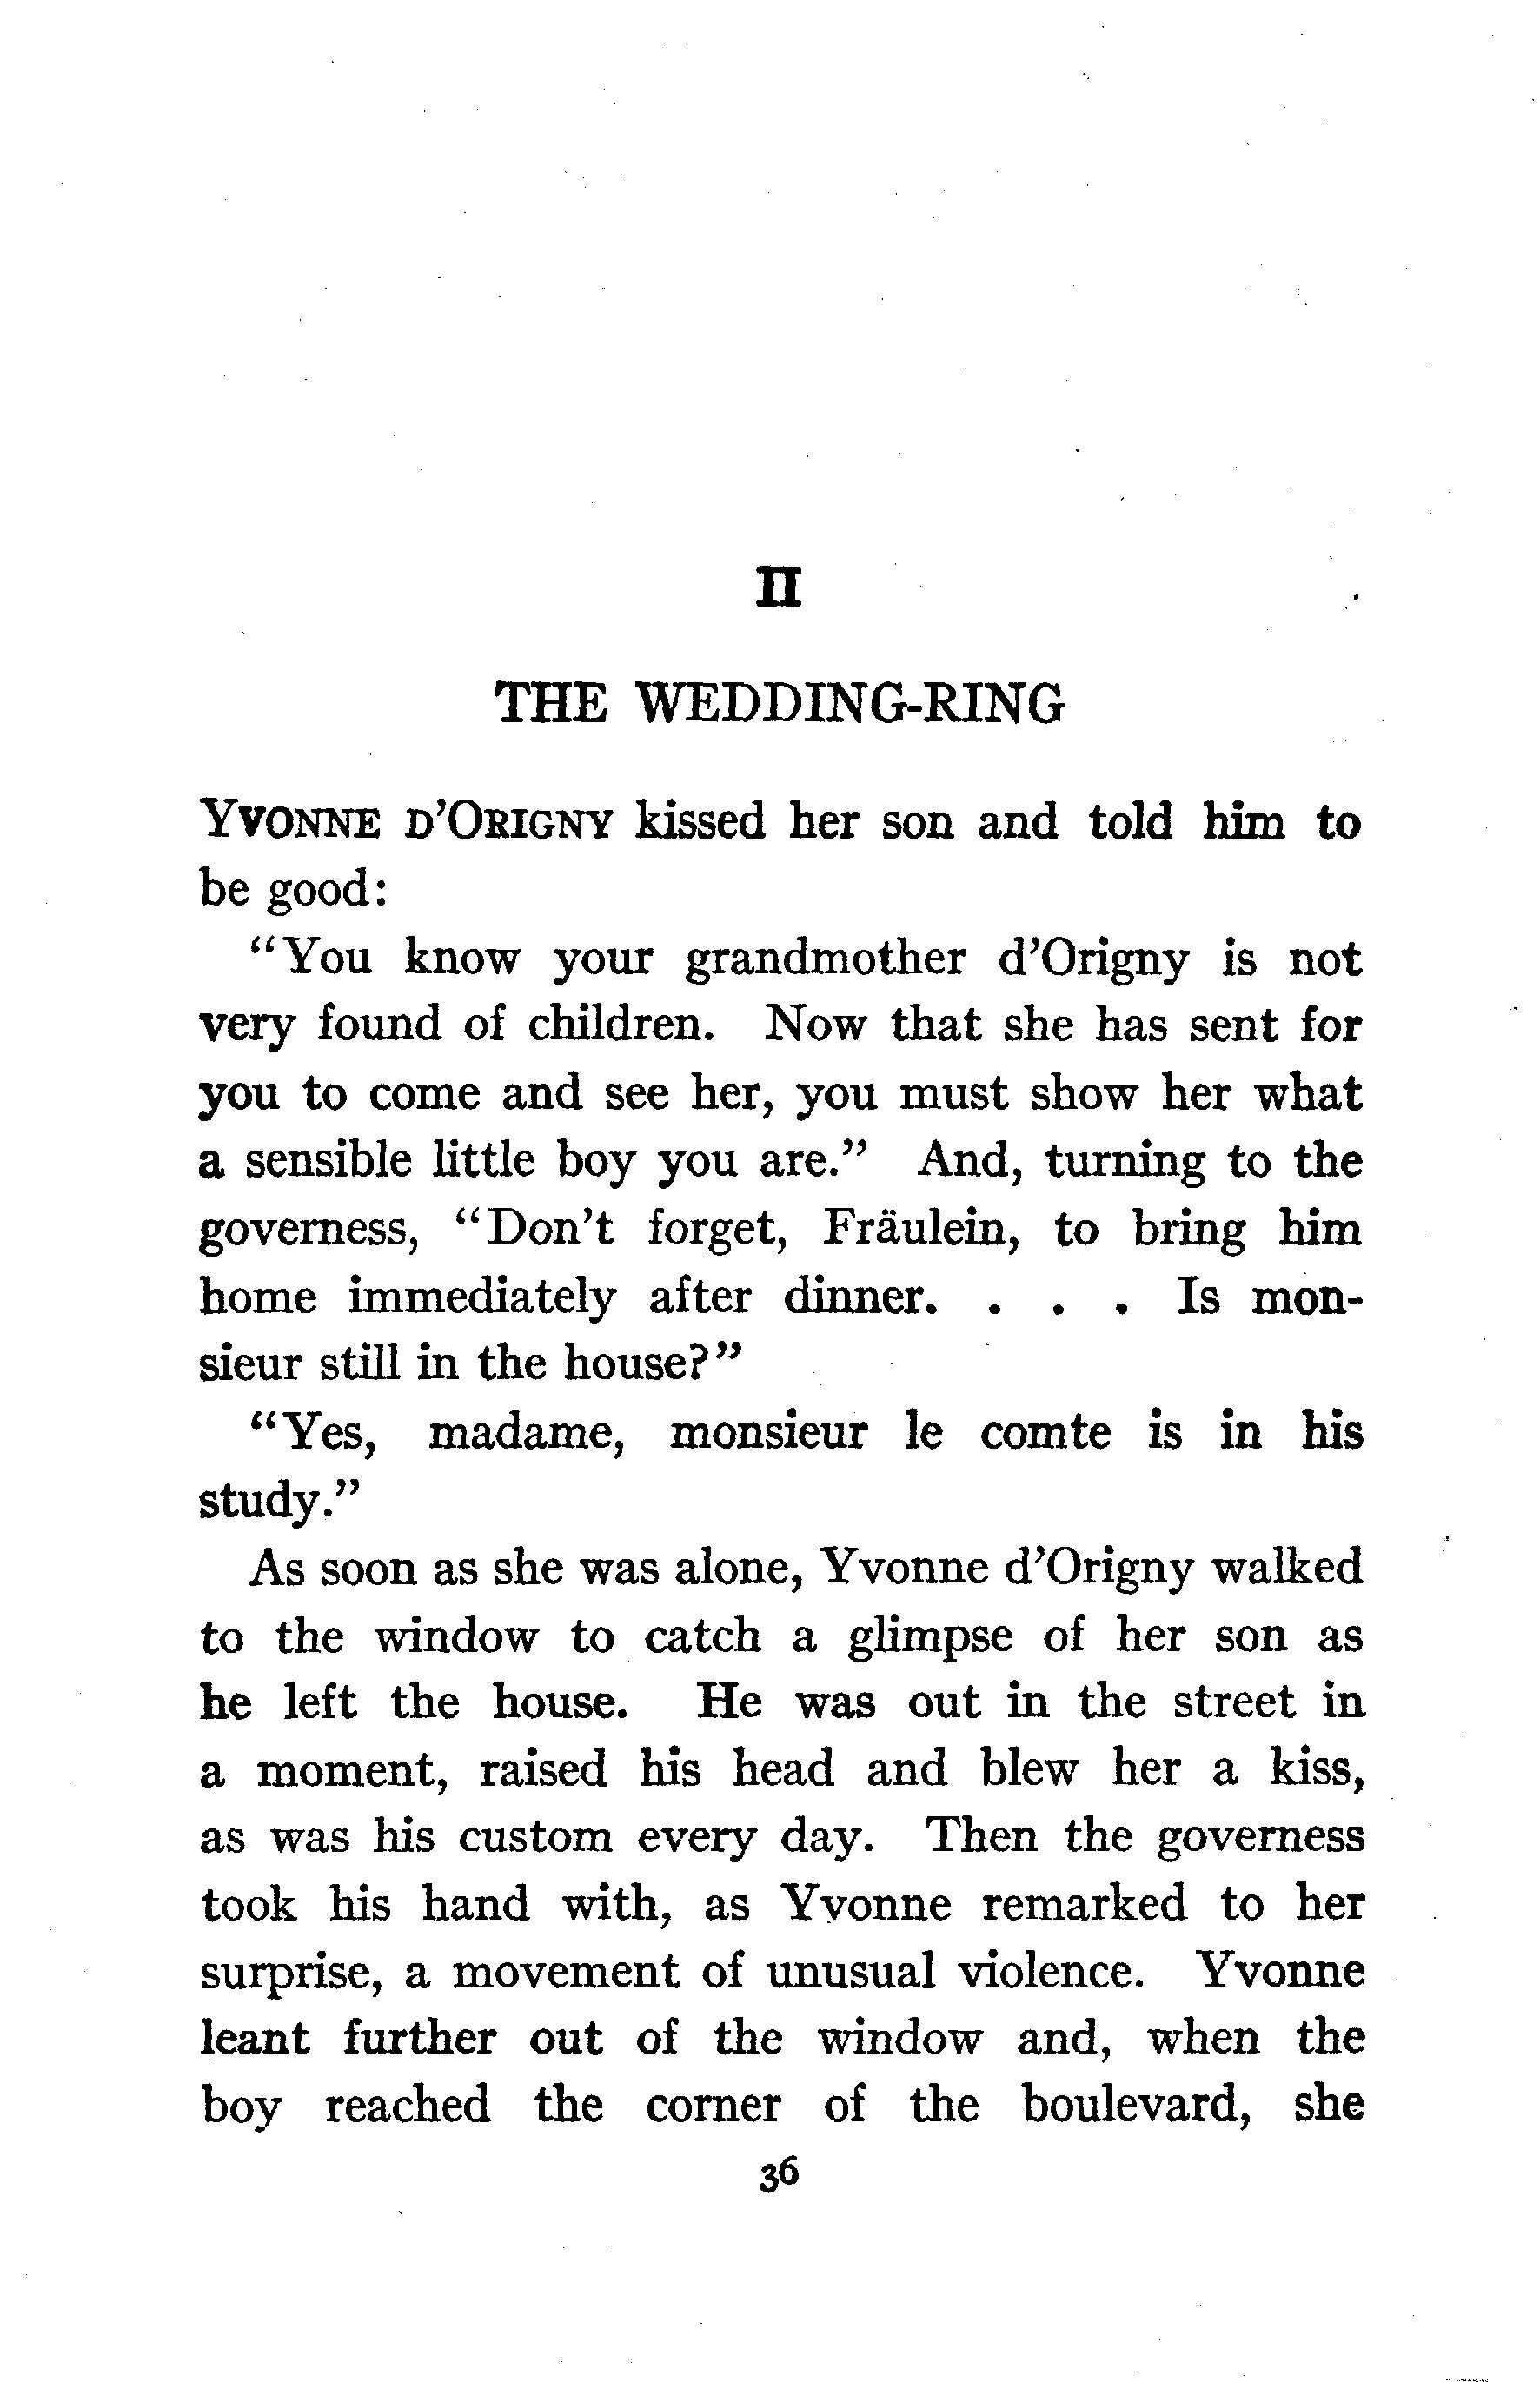 II
THE WEDDING-RING
YVONNE D'ORIGNY kissed her son and told him to
be good:
"You know your grandmother d'Origny is not
very found of children. Now that she has sent for
you to come and see her, you must show her what
a sensible little boy you are." And, turning to the
governess, "Don't forget, Fräulein, to bring him
home immediately after dinner. . . . Is mon-
sieur still in the house?"
"Yes, madame, monsieur le comte is in his
study."
As soon as she was alone, Yvonne d'Origny walked
to the window to catch a glimpse of her son as
he left the house. He was out in the street in
a moment, raised his head and blew her a kiss,
as was his custom every day. Then the governess
took his hand with, as Yvonne remarked to her
surprise, a movement of unusual violence. Yvonne
leant further out of the window and, when the
boy reached the corner of the boulevard, she
36